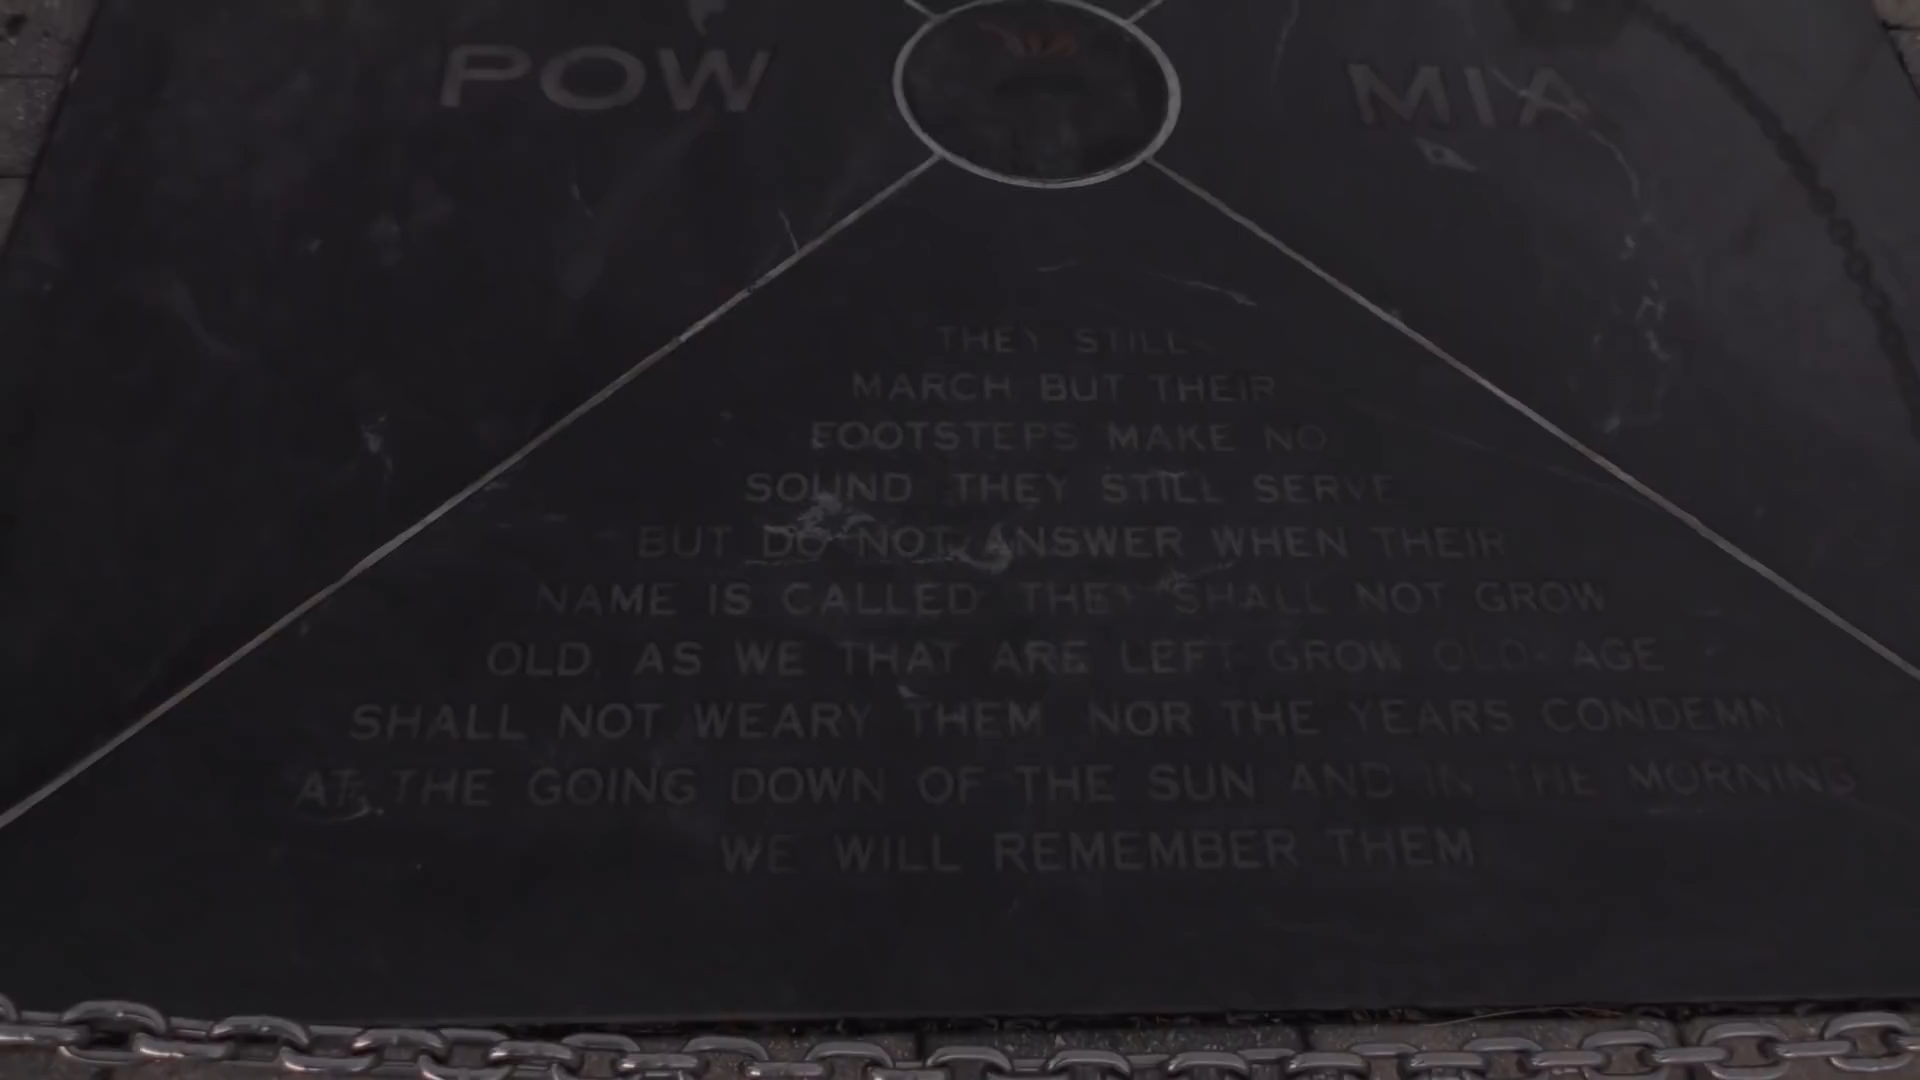 POW MIA
THEY STILL
MARCH BUT THEIR
FOOTSTEPS MAKE NO
SOUND THEY STILL SERVE
BUT DO NOT ANSWER WHEN THEIR
NAME IS CALLED THEY SHALL NOT GROW
OLD, AS WE THAT ARE LEFT GROW OLD: AGE
SHALL NOT WEARY THEM NOR THE YEARS CONDEMN
AT THE GOING DOWN OF THE SUN AND IN THE MORNING
WE WILL REMEMBER THEM